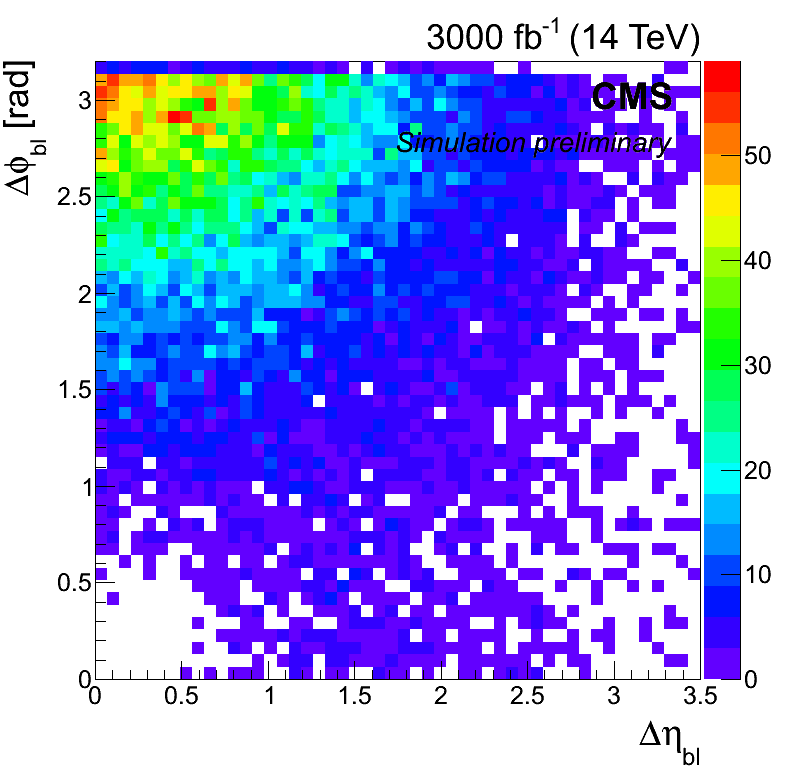 3000 fb-1 (14 TeV)
CMS
Simulation preliminary
Δϕbl [rad]
3
2.5
2
1.5
1
0.5
0
0 0.5 1 1.5 2 2.5 3 3.5
Δηbl
50
40
30
20
10
0